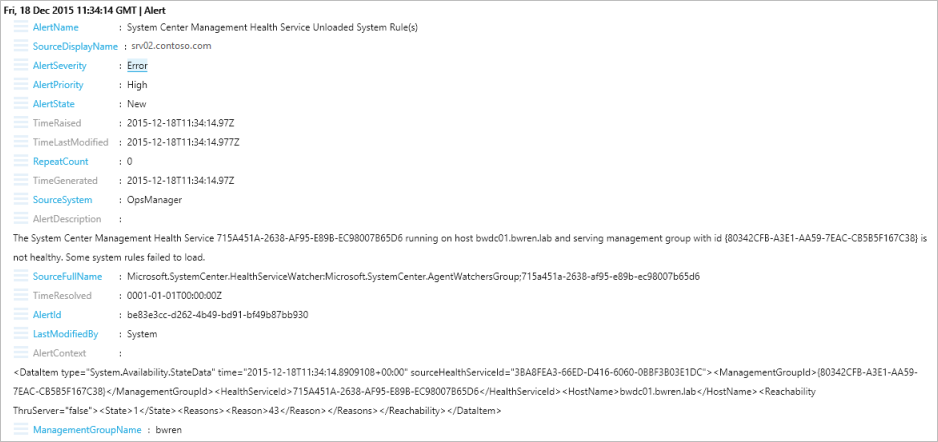 Fri, 18 Dec 2015 11:34:14 GMT | Alert
AlertName : System Center Management Health Service Unloaded System Rule(s)
SourceDisplayName : srv02.contoso.com
AlertSeverity : Error
AlertPriority : High
AlertState : New
TimeRaised : 2015-12-18T11:34:14.97Z
TimeLastModified : 2015-12-18T11:34:14.977Z
RepeatCount : 0
TimeGenerated : 2015-12-18T11:34:14.97Z
SourceSystem : OpsManager
AlertDescription :
The System Center Management Health Service 715A451A-2638-AF95-E89B-EC98007B65D6 running on host bwdc01.bwren.lab and serving management group with id {80342CFB-A3E1-AA59-7EAC-CB5B5F167C38} is
not healthy. Some system rules failed to load.
SourceFullName : Microsoft.SystemCenter.HealthServiceWatcher:Microsoft.SystemCenter.AgentWatchersGroup;715a451a-2638-af95-e89b-ec98007b65d6
TimeResolved : 0001-01-01T00:00:00Z
AlertId : be83e3cc-d262-4b49-bd91-bf49b87bb930
LastModifiedBy : System
AlertContext :
<DataItem type="System.Availability.StateData" time="2015-12-18T11:34:14.8909108+00:00" sourceHealthServiceId="3BA8FEA3-66ED-D416-6060-0BBF3B03E1DC"><ManagementGroupId>{80342CFB-A3E1-AA59-
7EAC-CB5B5F167C38}</ManagementGroupId><HealthServiceId>715A451A-2638-AF95-E89B-EC98007B65D6</HealthServiceId><HostName>bwdc01.bwren.lab</HostName><Reachability
ThruServer="false"><State>1</State><Reasons><Reason>43</Reason></Reasons></Reachability></DataItem>
ManagementGroupName : bwren